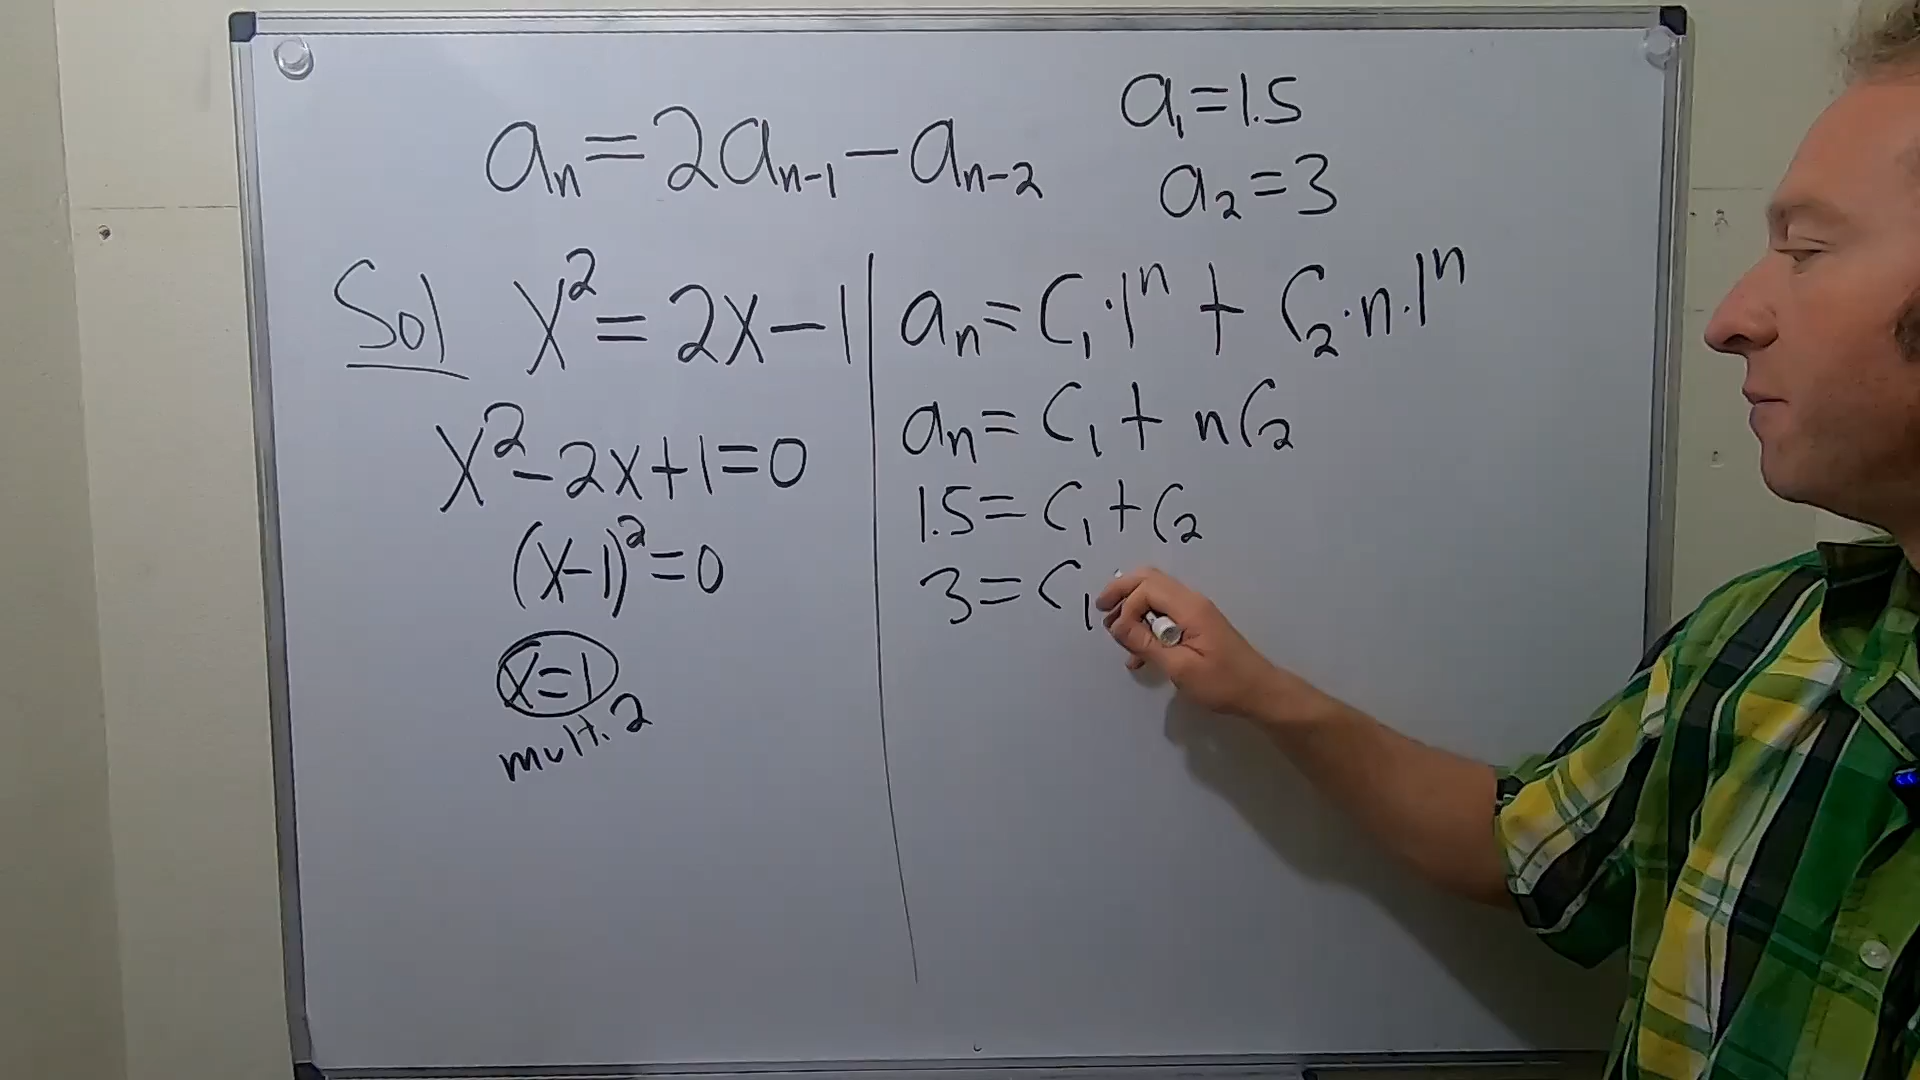 aₙ=2aₙ₋₁-aₙ₋₂
a₁=1.5
a₂=3
Sol x²=2x-1
x²-2x+1=0
(x-1)²=0
x=1
mult. 2
aₙ=C₁·1ⁿ+C₂·n·1ⁿ
aₙ=C₁+nC₂
1.5=C₁+C₂
3=C₁